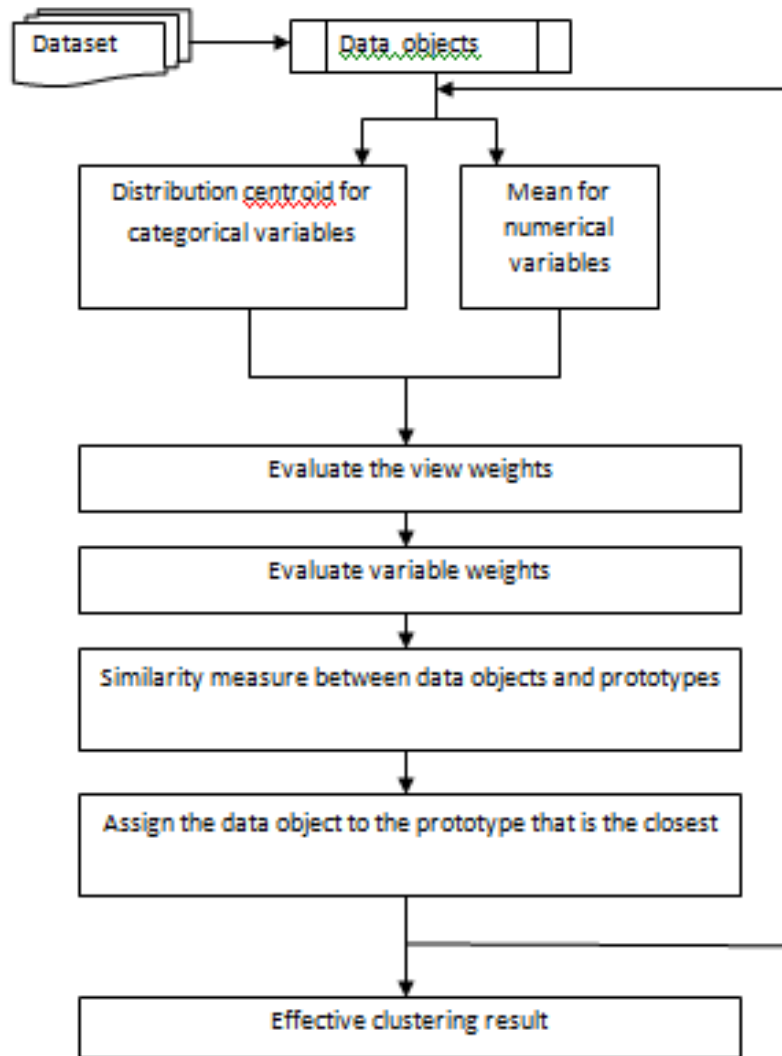 Dataset
Data objects
Distribution centroid for
categorical variables
Mean for
numerical
variables
Evaluate the view weights
Evaluate variable weights
Similarity measure between data objects and prototypes
Assign the data object to the prototype that is the closest
Effective clustering result